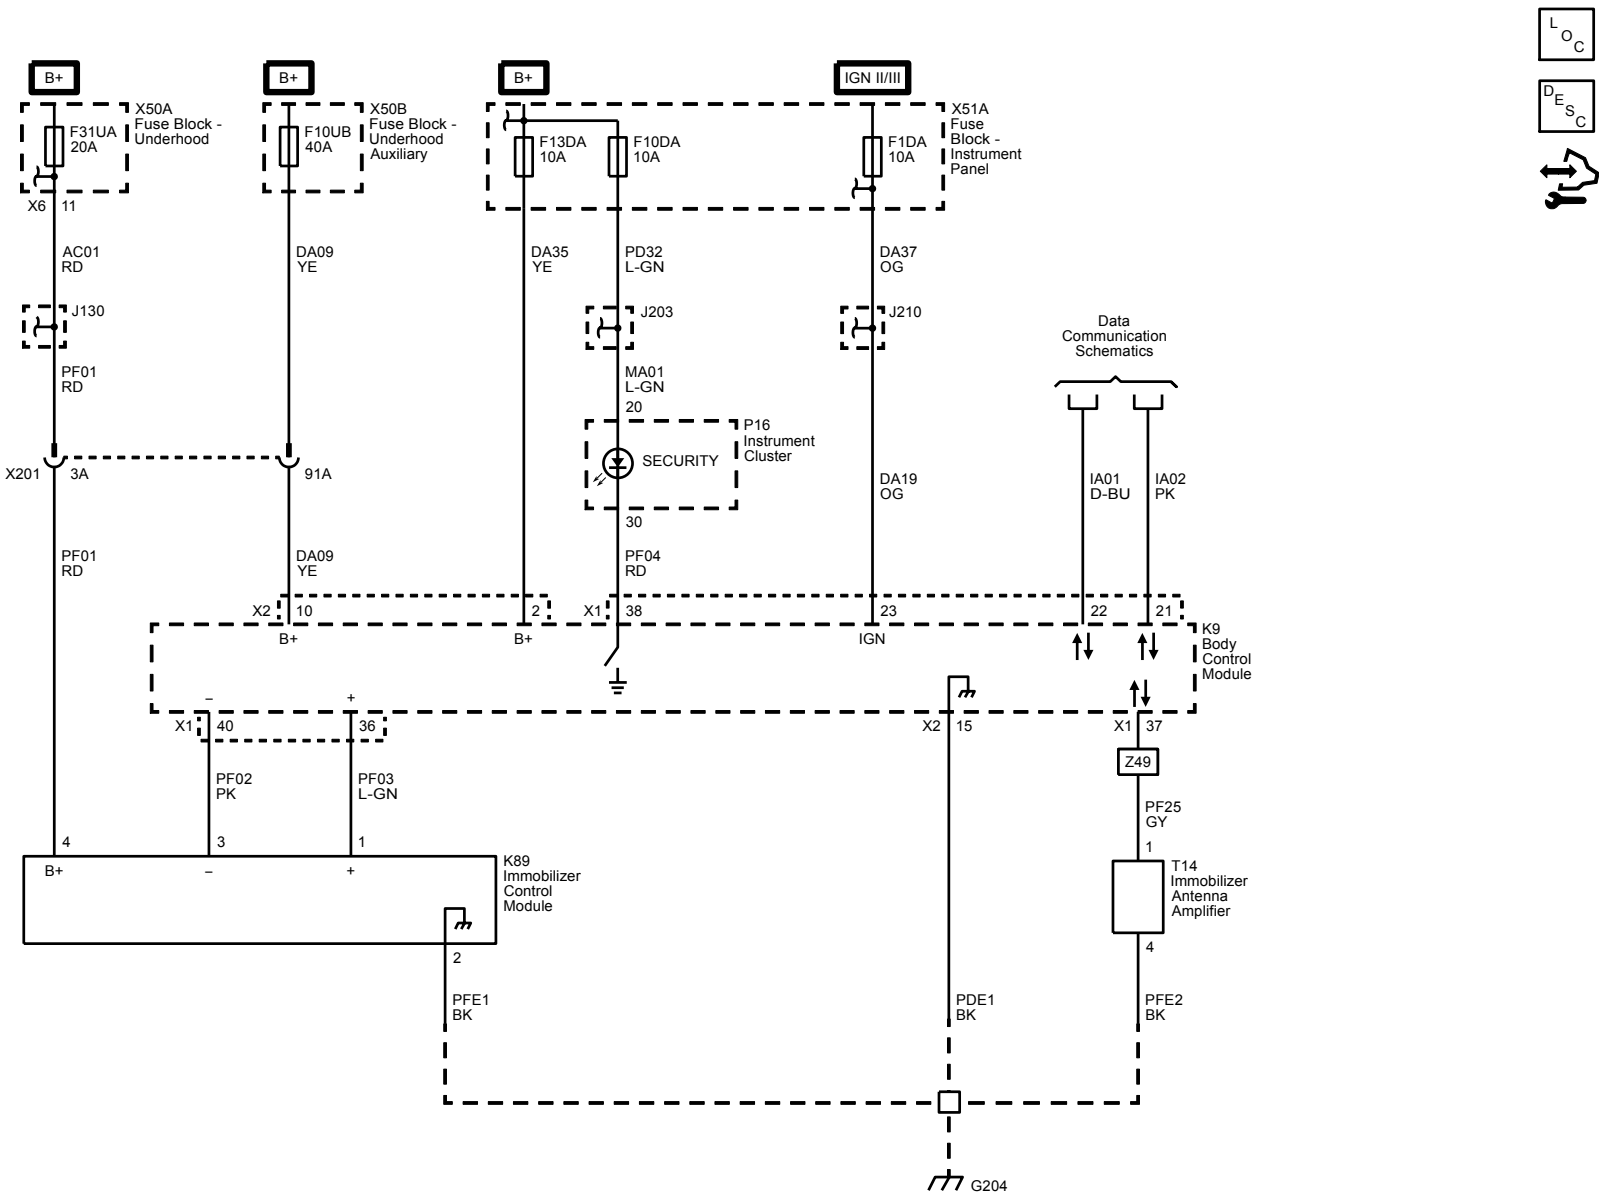 L
O
C
D
E
S
C
B+
B+
B+
IGN II/III
X50A
Fuse Block -
Underhood
F31UA
20A
X50B
Fuse Block -
Underhood
Auxiliary
F10UB
40A
F13DA
10A
F10DA
10A
F1DA
10A
X51A
Fuse
Block -
Instrument
Panel
X6 11
AC01
RD
DA09
YE
DA35
YE
PD32
L-GN
DA37
OG
J130
J203
J210
Data
Communication
Schematics
PF01
RD
MA01
L-GN
20
P16
Instrument
Cluster
SECURITY
X201 3A
91A
DA19
OG
IA01
D-BU
IA02
PK
30
PF01
RD
DA09
YE
PF04
RD
X2 10
2
X1 38
23
22
21
B+
B+
IGN
K9
Body
Control
Module
–
+
X1 40
36
X2 15
X1 37
Z49
PF02
PK
PF03
L-GN
PF25
GY
4
3
1
1
B+
–
+
K89
Immobilizer
Control
Module
T14
Immobilizer
Antenna
Amplifier
2
4
PFE1
BK
PDE1
BK
PFE2
BK
G204